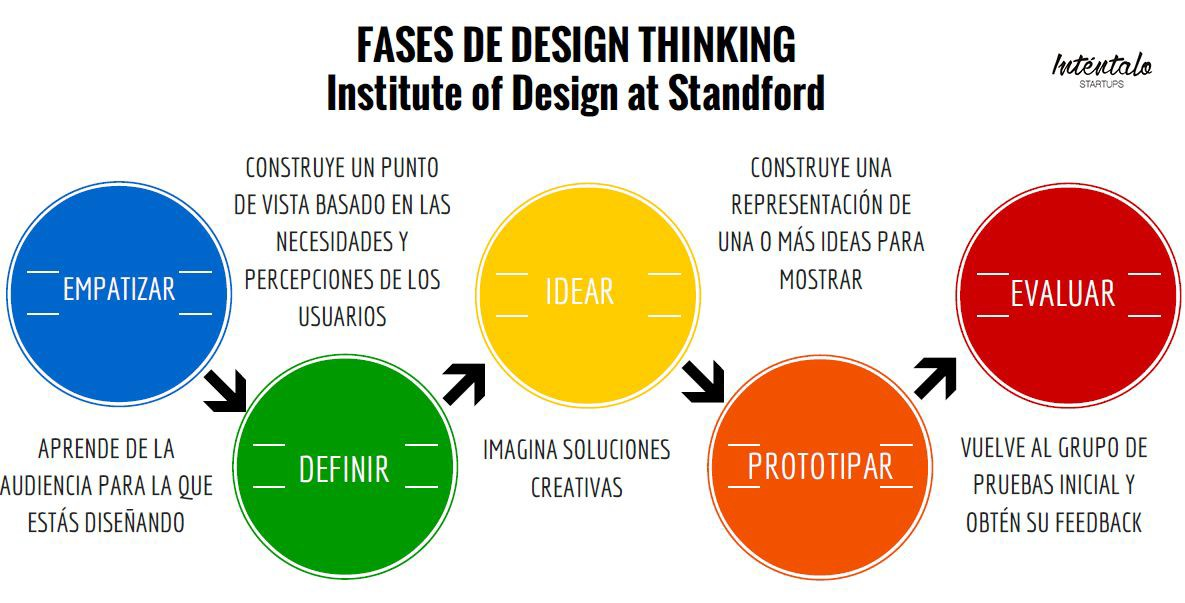 FASES DE DESIGN THINKING
Institute of Design at Standford
Inténtalo
STARTUPS
EMPATIZAR
APRENDE DE LA
AUDIENCIA PARA LA QUE
ESTÁS DISEÑANDO
CONSTRUYE UN PUNTO
DE VISTA BASADO EN LAS
NECESIDADES Y
PERCEPCIONES DE LOS
USUARIOS
DEFINIR
IDEAR
IMAGINA SOLUCIONES
CREATIVAS
CONSTRUYE UNA
REPRESENTACIÓN DE
UNA O MÁS IDEAS PARA
MOSTRAR
PROTOTIPAR
EVALUAR
VUELVE AL GRUPO DE
PRUEBAS INICIAL Y
OBTÉN SU FEEDBACK